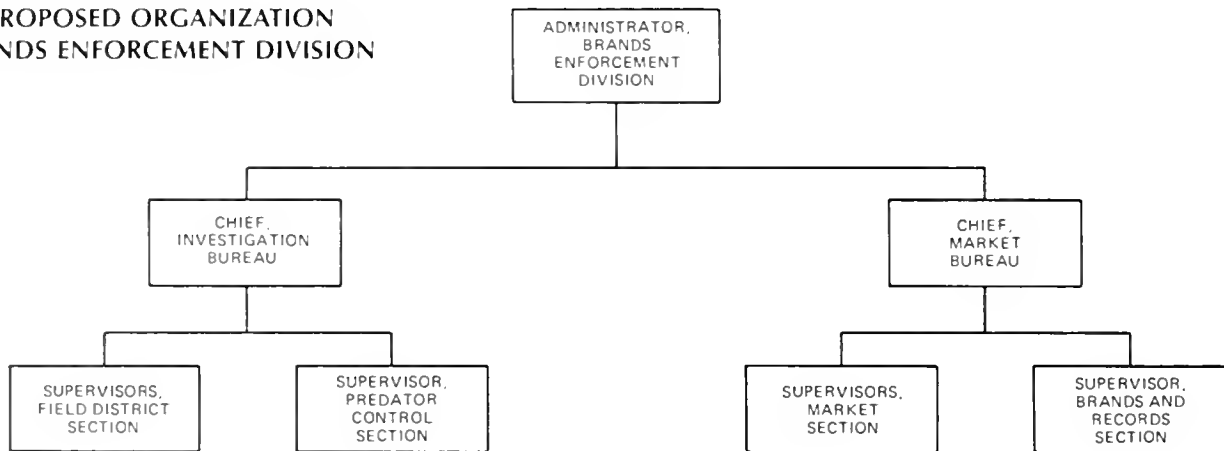 ROPOSED ORGANIZATION
NDS ENFORCEMENT DIVISION
ADMINISTRATOR,
BRANDS
ENFORCEMENT
DIVISION
CHIEF,
INVESTIGATION
BUREAU
CHIEF,
MARKET
BUREAU
SUPERVISORS,
FIELD DISTRICT
SECTION
SUPERVISOR,
PREDATOR
CONTROL
SECTION
SUPERVISORS,
MARKET
SECTION
SUPERVISOR,
BRANDS AND
RECORDS
SECTION